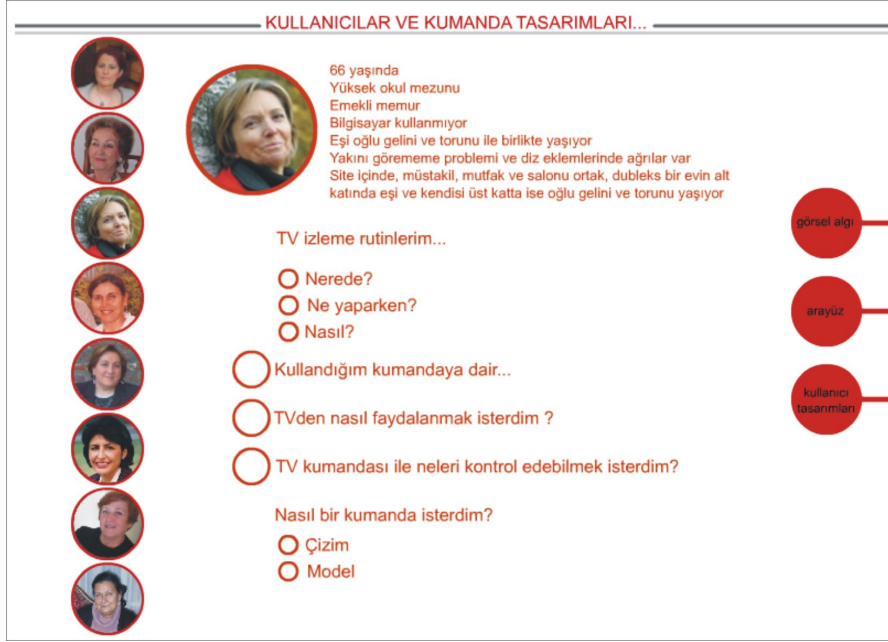 KULLANICILAR VE KUMANDA TASARIMLARI...
66 yaşında
Yüksek okul mezunu
Emekli memur
Bilgisayar kullanmıyor
Eşi oğlu gelini ve torunu ile birlikte yaşıyor
Yakını görememe problemi ve diz eklemlerinde ağrılar var
Site içinde, müstakil, mutfak ve salonu ortak, dubleks bir evin alt
katında eşi ve kendisi üst katta ise oğlu gelini ve torunu yaşıyor
TV izleme rutinlerim...
Nerede?
Ne yaparken?
Nasıl?
Kullandığım kumandaya dair...
TVden nasıl faydalanmak isterdim ?
TV kumandası ile neleri kontrol edebilmek isterdim?
Nasıl bir kumanda isterdim?
Çizim
Model
görsel algı
arayüz
kullanıcı
tasarımları